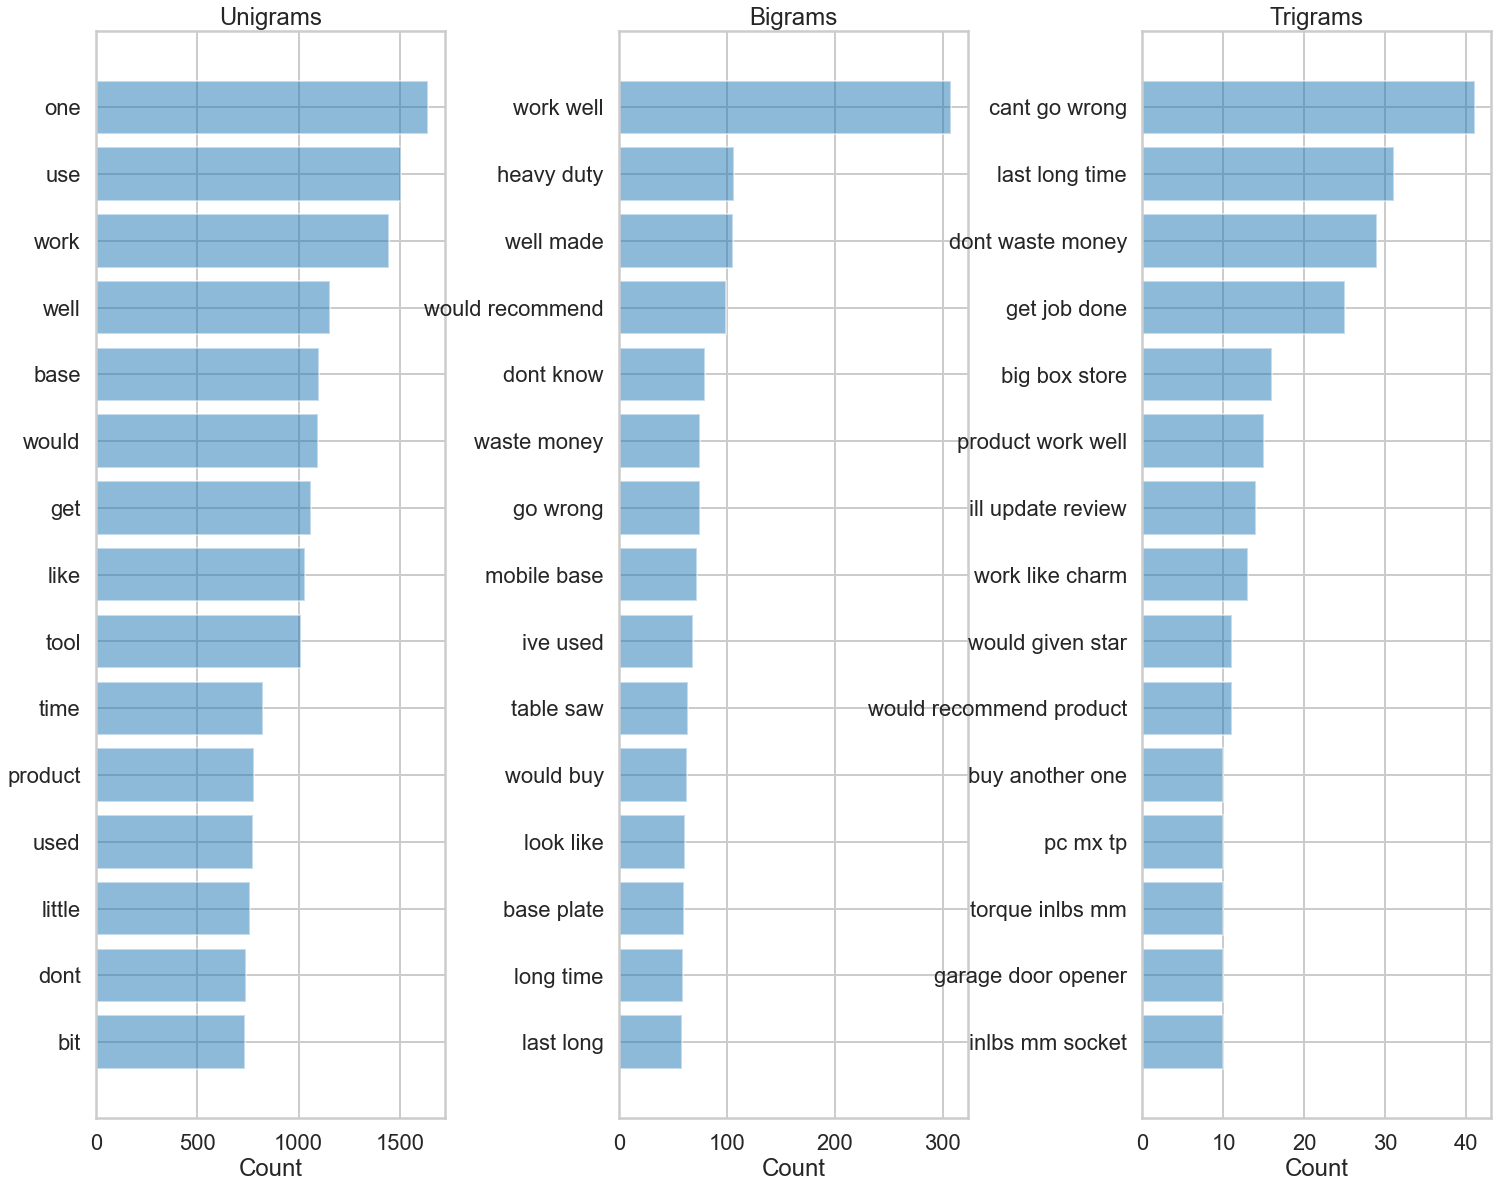 Unigrams
one
use
work
well
base
would
get
like
tool
time
product
used
little
dont
bit
0 500 1000 1500
Count
Bigrams
work well
heavy duty
well made
would recommend
dont know
waste money
go wrong
mobile base
ive used
table saw
would buy
look like
base plate
long time
last long
0 100 200 300
Count
Trigrams
cant go wrong
last long time
dont waste money
get job done
big box store
product work well
ill update review
work like charm
would given star
would recommend product
buy another one
pc mx tp
torque inlbs mm
garage door opener
inlbs mm socket
0 10 20 30 40
Count